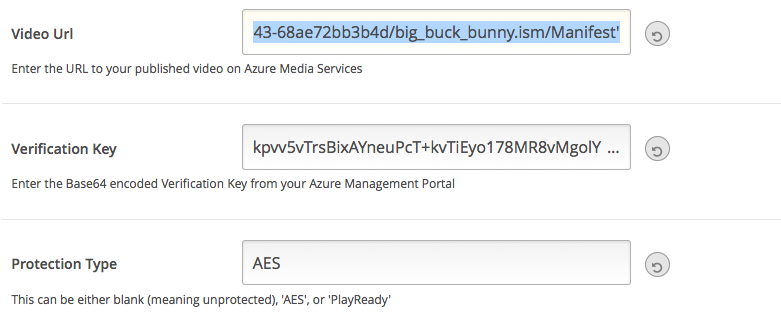 Video Url 43-68ae72bb3b4d/big_buck_bunny.ism/Manifest'
Enter the URL to your published video on Azure Media Services
Verification Key kpvv5vTrsBixAYneuPcT+kvTiEyo178MR8vMgolY ...
Enter the Base64 encoded Verification Key from your Azure Management Portal
Protection Type AES
This can be either blank (meaning unprotected), 'AES', or 'PlayReady'